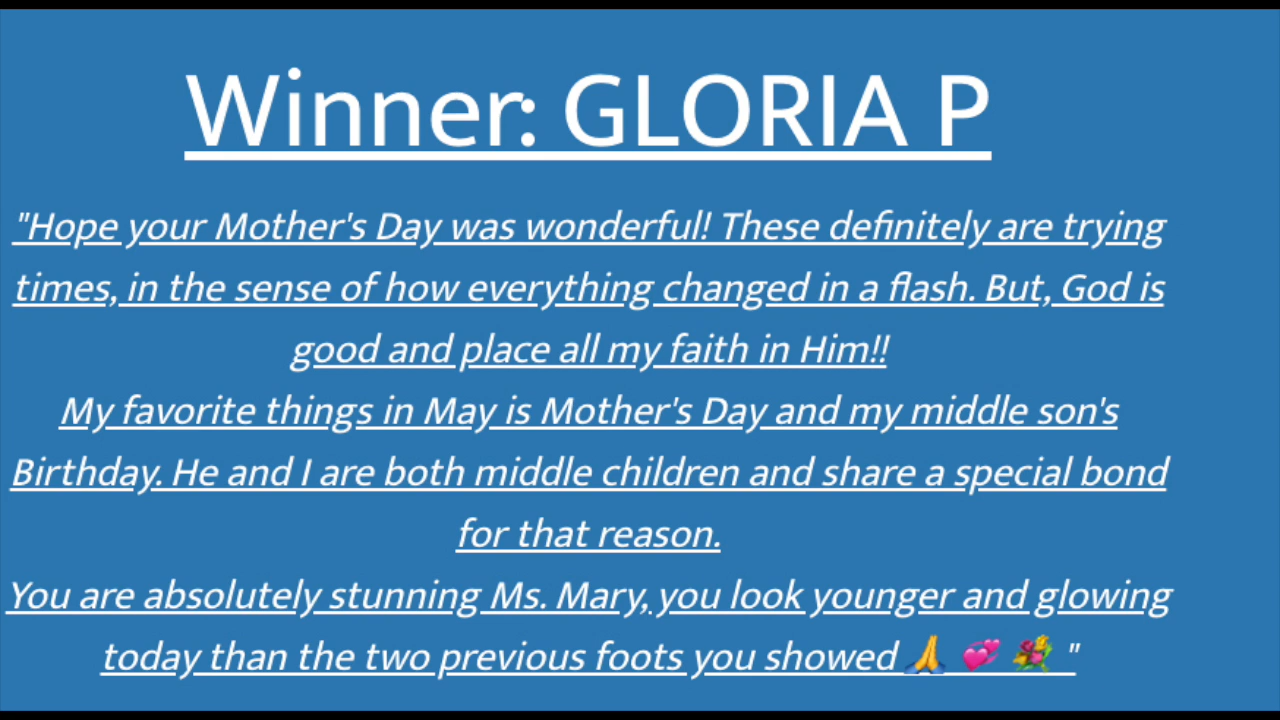 Winner: GLORIA P
"Hope your Mother's Day was wonderful! These definitely are trying
times, in the sense of how everything changed in a flash. But, God is
good and place all my faith in Him!!
My favorite things in May is Mother's Day and my middle son's
Birthday. He and I are both middle children and share a special bond
for that reason.
You are absolutely stunning Ms. Mary, you look younger and glowing
today than the two previous foots you showed 🙏 💞 💐 "